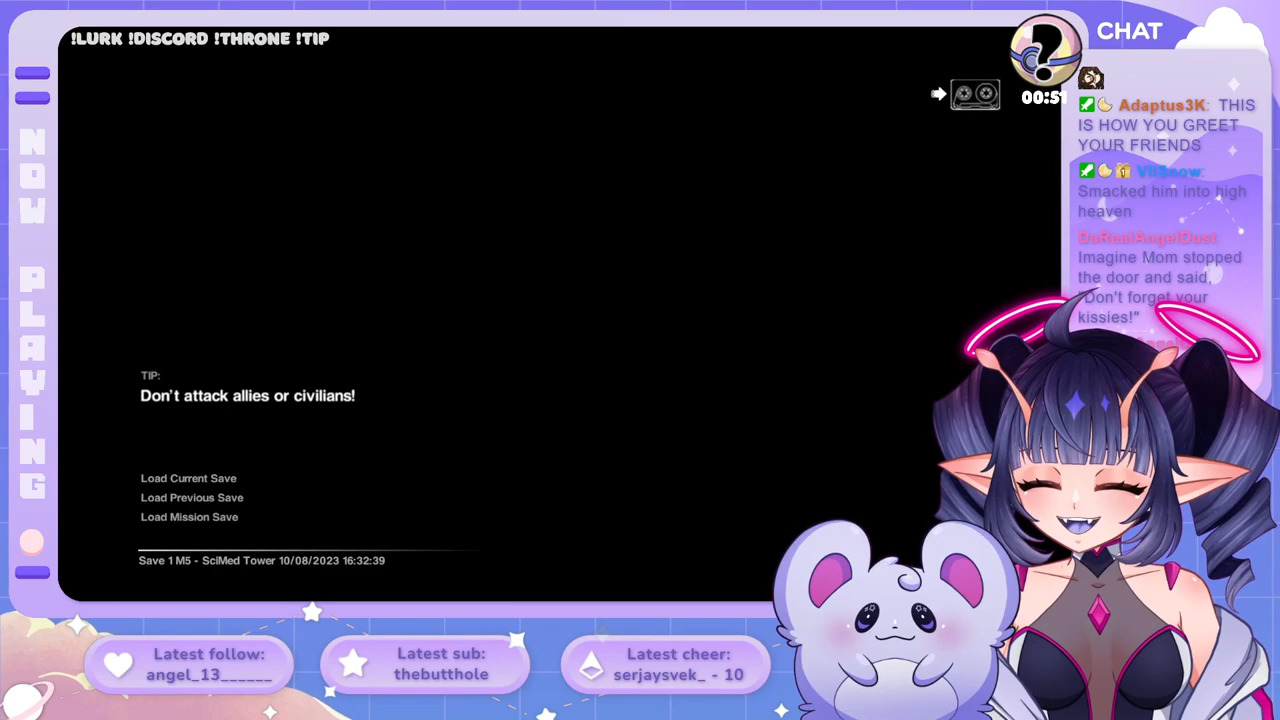 !LURK !DISCORD !THRONE !TIP
00:51
CHAT
NOW PLAYING
Adaptus3K: THIS
IS HOW YOU GREET
YOUR FRIENDS
VIISnow:
Smacked him into high
heaven
DaRealAngelDust:
Imagine Mom stopped
the door and said,
"Don't forget your
kissies!"
TIP:
Don't attack allies or civilians!
Load Current Save
Load Previous Save
Load Mission Save
Save 1 M5 - SciMed Tower 10/08/2023 16:32:39
Latest follow:
angel_13______
Latest sub:
thebutthole
Latest cheer:
serjaysvek_ - 10